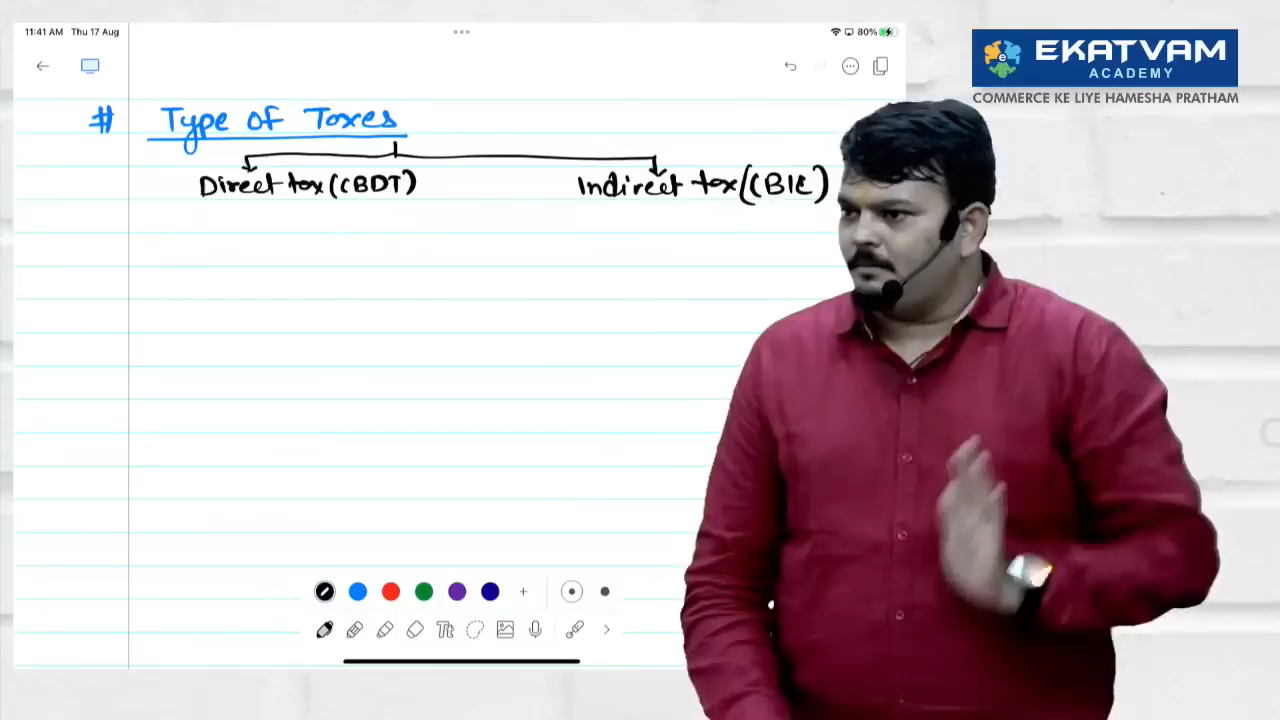 11:41 AM Thu 17 Aug
80%
EKATVAM
ACADEMY
COMMERCE KE LIYE HAMESHA PRATHAM
# Type of Taxes
Direct tax (CBDT)
Indirect tax (CBIC)
Tt